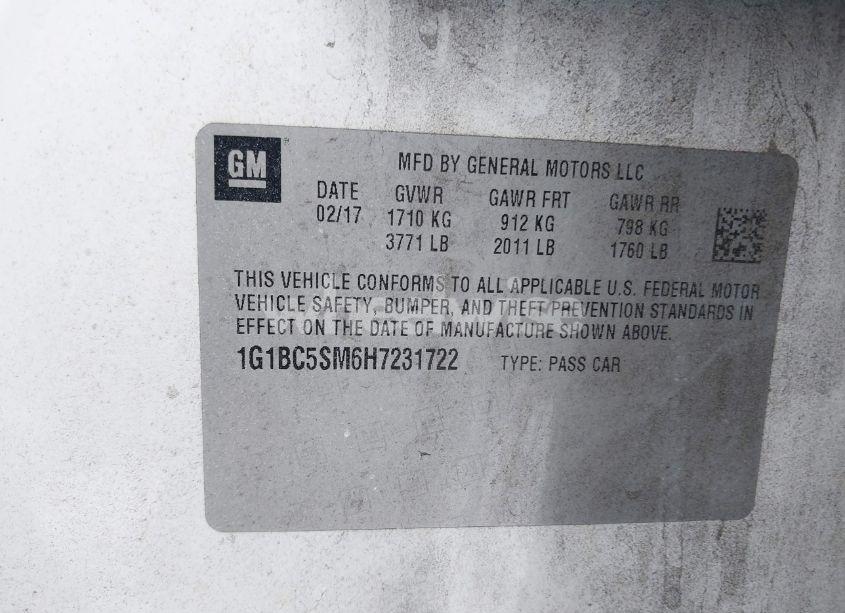 GM
MFD BY GENERAL MOTORS LLC
DATE GVWR GAWR FRT GAWR RR
02/17 1710 KG 912 KG 798 KG
3771 LB 2011 LB 1760 LB
THIS VEHICLE CONFORMS TO ALL APPLICABLE U.S. FEDERAL MOTOR
VEHICLE SAFETY, BUMPER, AND THEFT PREVENTION STANDARDS IN
EFFECT ON THE DATE OF MANUFACTURE SHOWN ABOVE.
1G1BC5SM6H7231722 TYPE: PASS CAR